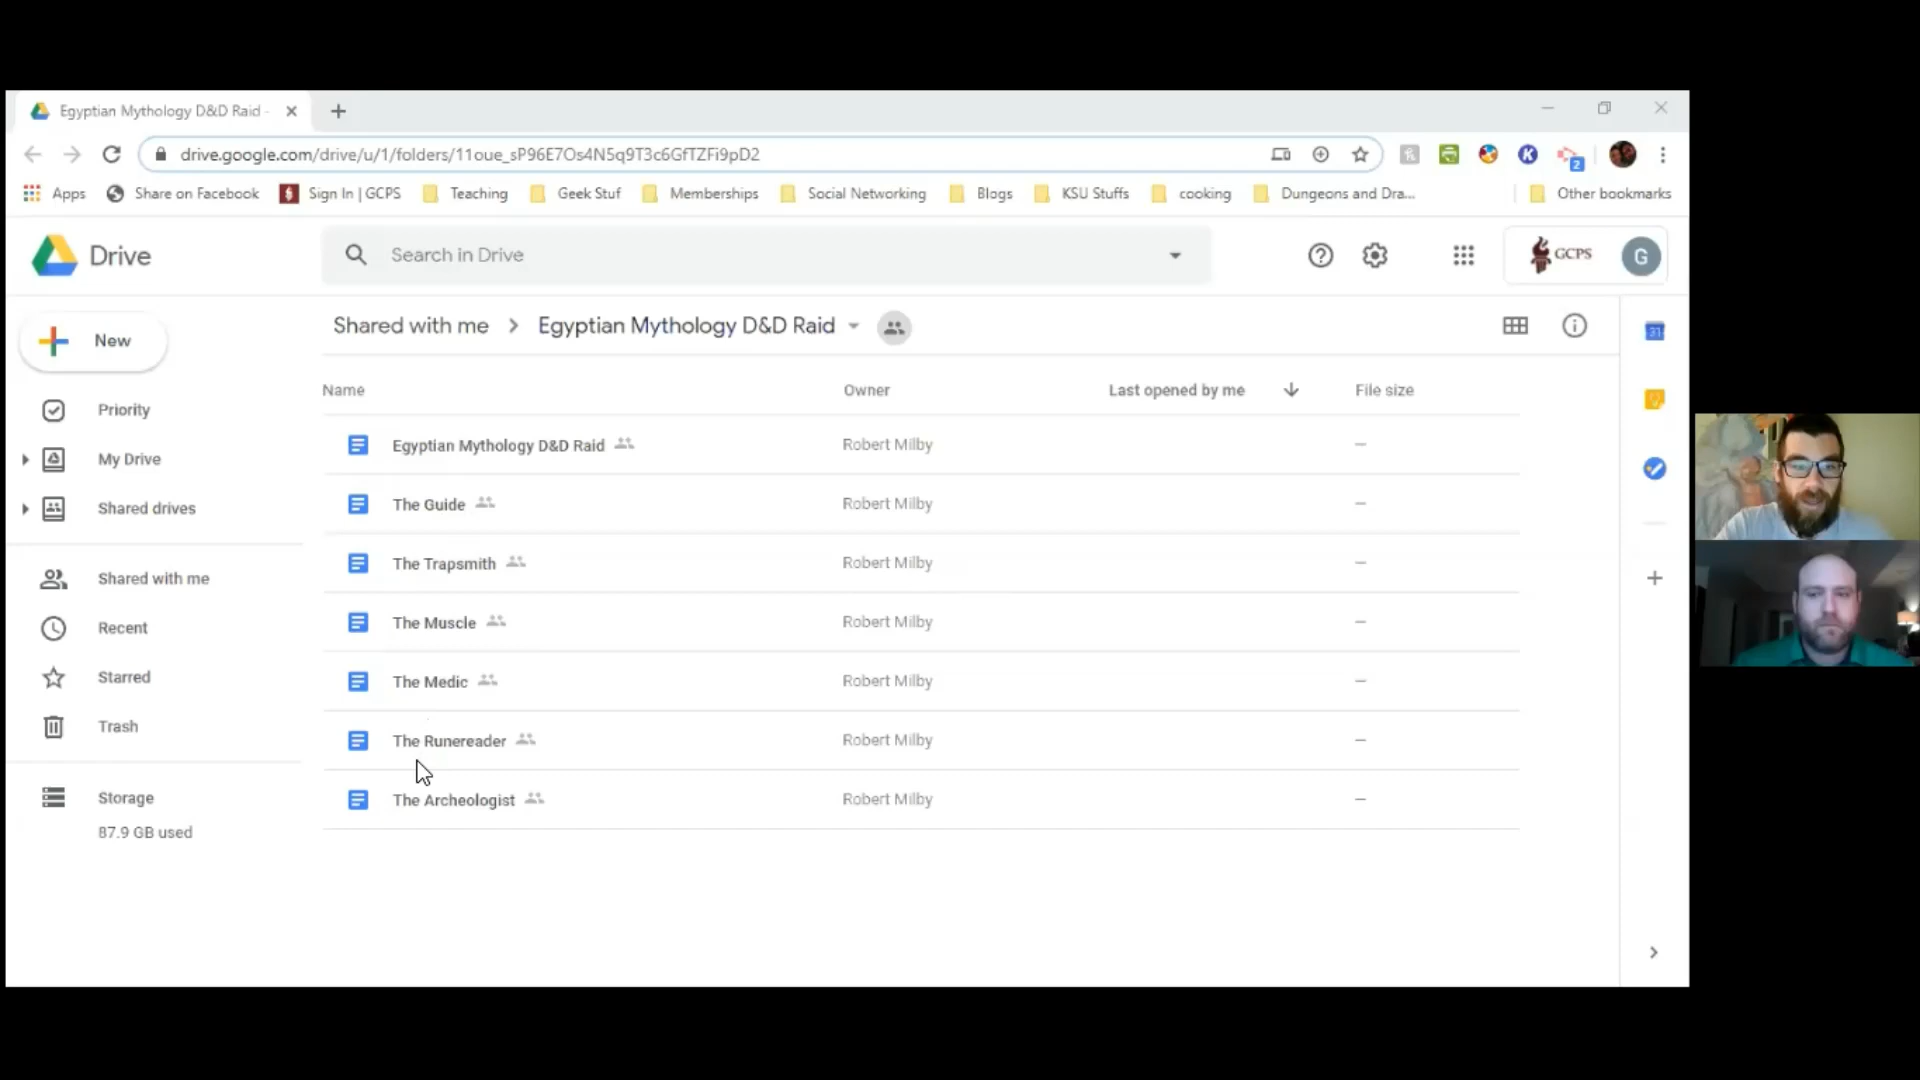 Egyptian Mythology D&D Raid -
drive.google.com/drive/u/1/folders/11oue_sP96E7Os4N5q9T3c6GfTZFi9pD2
2
Apps Share on Facebook Sign In | GCPS Teaching Geek Stuf Memberships Social Networking Blogs KSU Stuffs cooking Dungeons and Dra... Other bookmarks
Drive Search in Drive GCPS G
Shared with me > Egyptian Mythology D&D Raid
31
New
Name Owner Last opened by me File size
Priority
Egyptian Mythology D&D Raid Robert Milby —
My Drive
The Guide Robert Milby —
Shared drives
The Trapsmith Robert Milby —
Shared with me
The Muscle Robert Milby —
Recent
The Medic Robert Milby —
Starred
The Runereader Robert Milby —
Trash
The Archeologist Robert Milby —
Storage
87.9 GB used